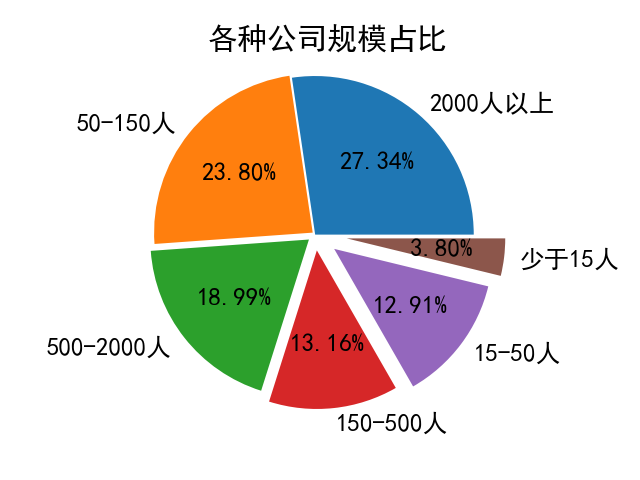 各种公司规模占比
2000人以上
27.34%
50-150人
23.80%
500-2000人
18.99%
150-500人
13.16%
15-50人
12.91%
少于15人
3.80%